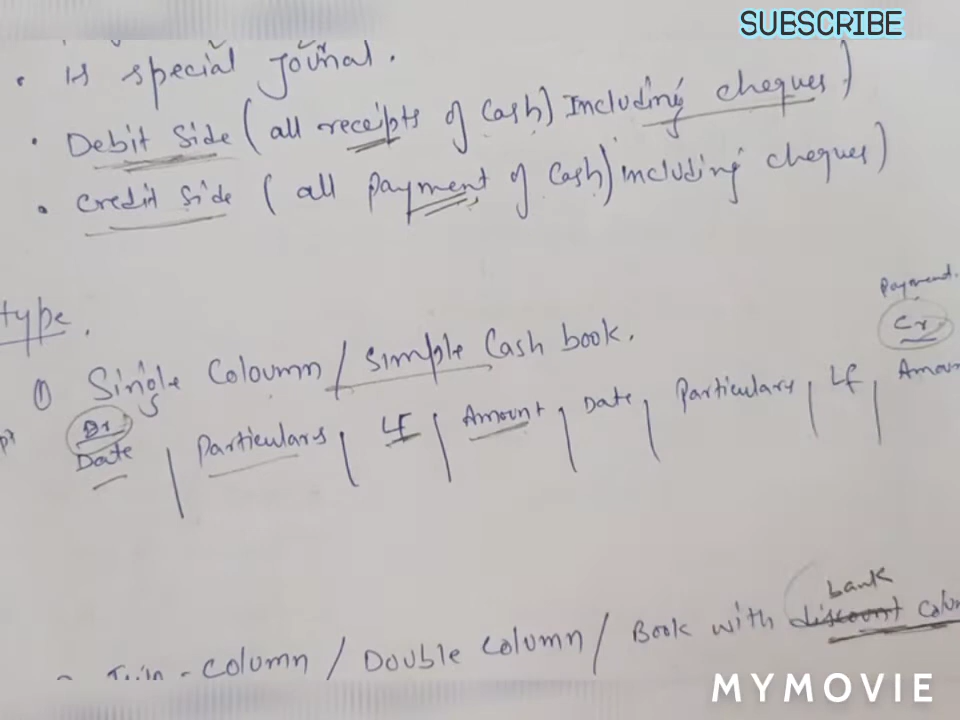 SUBSCRIBE
• is special Journal.
• Debit Side (all receipts of Cash) Including cheques)
• Credit Side (all payment of Cash) including cheques)
type.
Payment.
① Single Coloumn / Simple Cash book.
Cr
Dr
Date | Particulars | LF | Amount | Date | Particulars | LF | Amoun
bank
Column / Double Column / Book with discount Colu
MYMOVIE